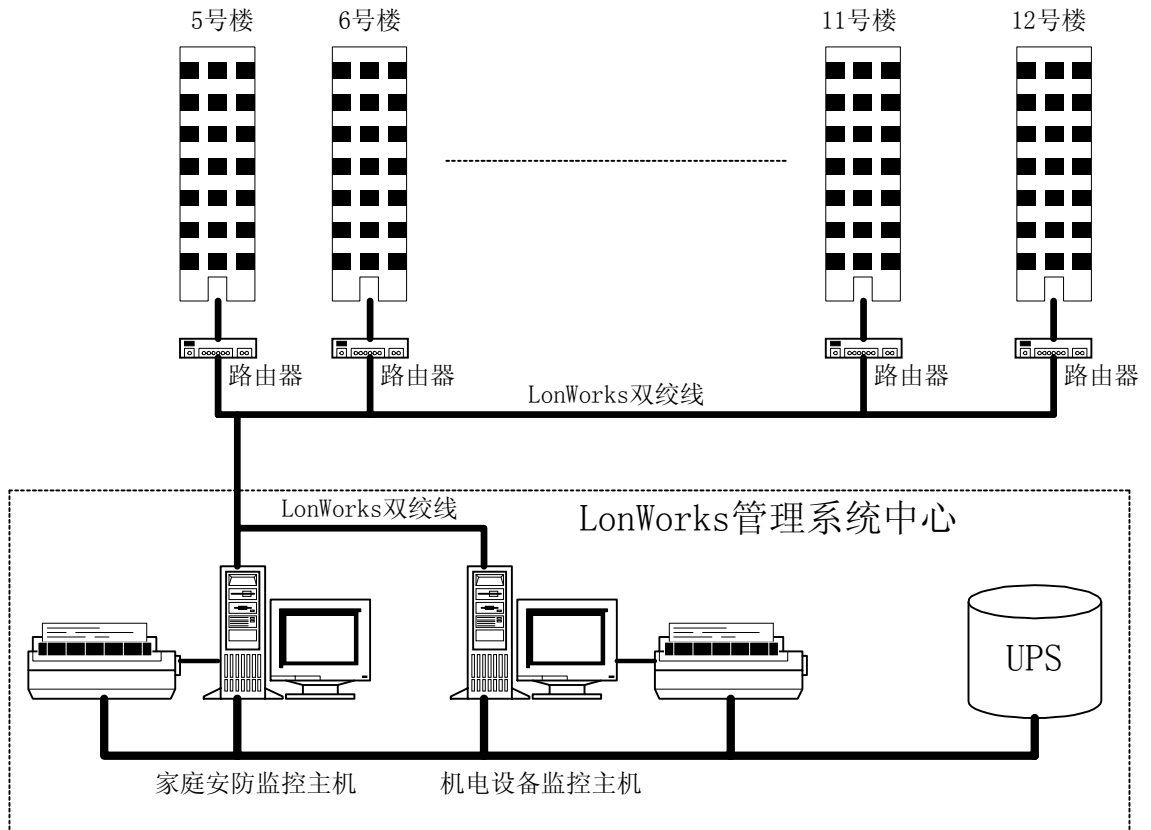 5号楼
6号楼
11号楼
12号楼
路由器
路由器
路由器
路由器
LonWorks双绞线
LonWorks双绞线
LonWorks管理系统中心
UPS
家庭安防监控主机
机电设备监控主机